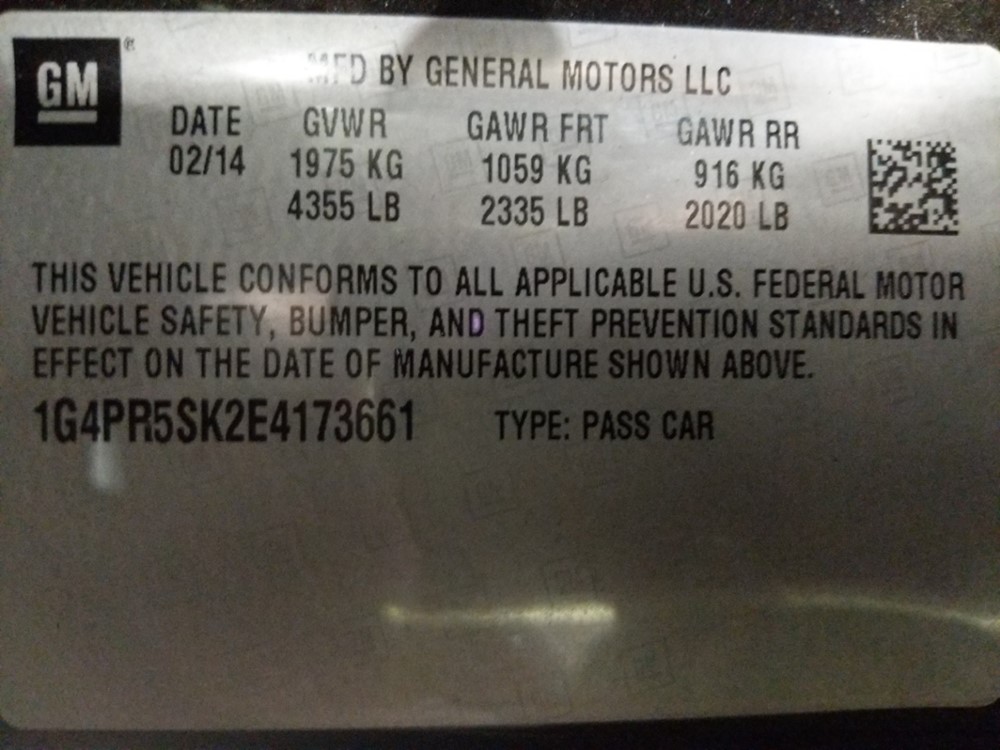 GM ®
MFD BY GENERAL MOTORS LLC
DATE GVWR GAWR FRT GAWR RR
02/14 1975 KG 1059 KG 916 KG
4355 LB 2335 LB 2020 LB
THIS VEHICLE CONFORMS TO ALL APPLICABLE U.S. FEDERAL MOTOR
VEHICLE SAFETY, BUMPER, AND THEFT PREVENTION STANDARDS IN
EFFECT ON THE DATE OF MANUFACTURE SHOWN ABOVE.
1G4PR5SK2E4173661 TYPE: PASS CAR